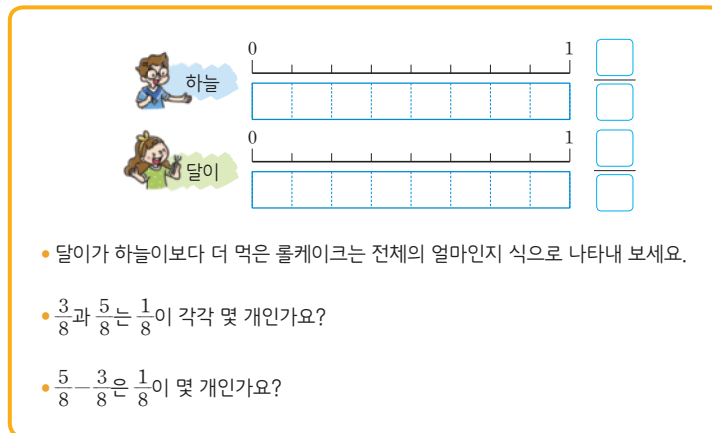 0 1
하늘
0 1
달이
• 달이가 하늘이보다 더 먹은 롤케이크는 전체의 얼마인지 식으로 나타내 보세요.
• 3/8과 5/8는 1/8이 각각 몇 개인가요?
• 5/8－3/8은 1/8이 몇 개인가요?